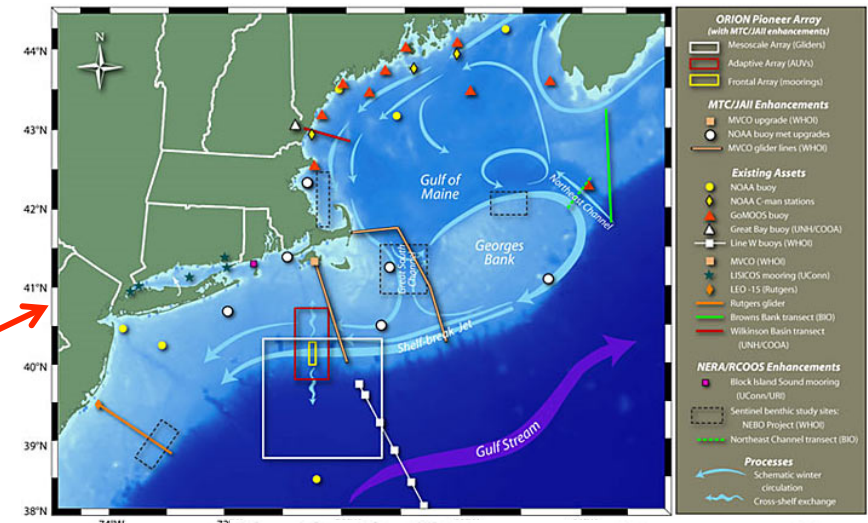 N
44°N
43°N
42°N
41°N
40°N
39°N
38°N
Gulf of
Maine
Northeast Channel
Georges
Bank
Great South
Channel
Shelf-break Jet
Gulf Stream
ORION Pioneer Array
(with MTC/JAII enhancements)
Mesoscale Array (Gliders)
Adaptive Array (AUVs)
Frontal Array (moorings)
MTC/JAII Enhancements
MVCO upgrade (WHOI)
NOAA buoy met upgrades
MVCO glider lines (WHOI)
Existing Assets
NOAA buoy
NOAA C-man stations
GoMOOS buoy
Great Bay buoy (UNH/COOA)
Line W buoys (WHOI)
MVCO (WHOI)
LISICOS mooring (UConn)
LEO -15 (Rutgers)
Rutgers glider
Browns Bank transect (BIO)
Wilkinson Basin transect
(UNH/COOA)
NERA/RCOOS Enhancements
Block Island Sound mooring
(UConn/URI)
Sentinel benthic study sites:
NEBO Project (WHOI)
Northeast Channel transect (BIO)
Processes
Schematic winter
circulation
Cross-shelf exchange